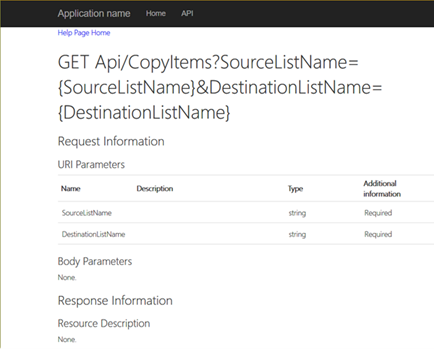 Application name Home API
Help Page Home
GET Api/CopyItems?SourceListName=
{SourceListName}&DestinationListName=
{DestinationListName}
Request Information
URI Parameters
Name Description Type Additional
information
SourceListName string Required
DestinationListName string Required
Body Parameters
None.
Response Information
Resource Description
None.